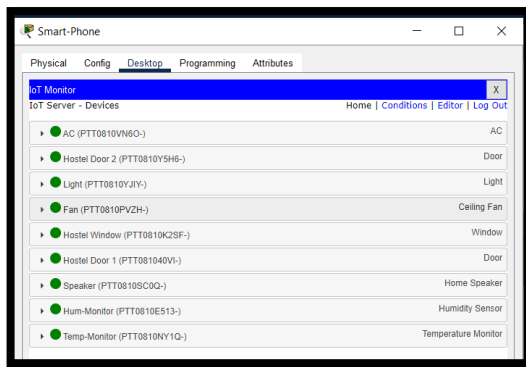 Smart-Phone
Physical Config Desktop Programming Attributes
IoT Monitor X
IoT Server - Devices Home | Conditions | Editor | Log Out
AC (PTT0810VN6O-) AC
Hostel Door 2 (PTT0810Y5H6-) Door
Light (PTT0810YJIY-) Light
Fan (PTT0810PVZH-) Ceiling Fan
Hostel Window (PTT0810K2SF-) Window
Hostel Door 1 (PTT081040VI-) Door
Speaker (PTT0810SC0Q-) Home Speaker
Hum-Monitor (PTT0810E513-) Humidity Sensor
Temp-Monitor (PTT0810NY1Q-) Temperature Monitor